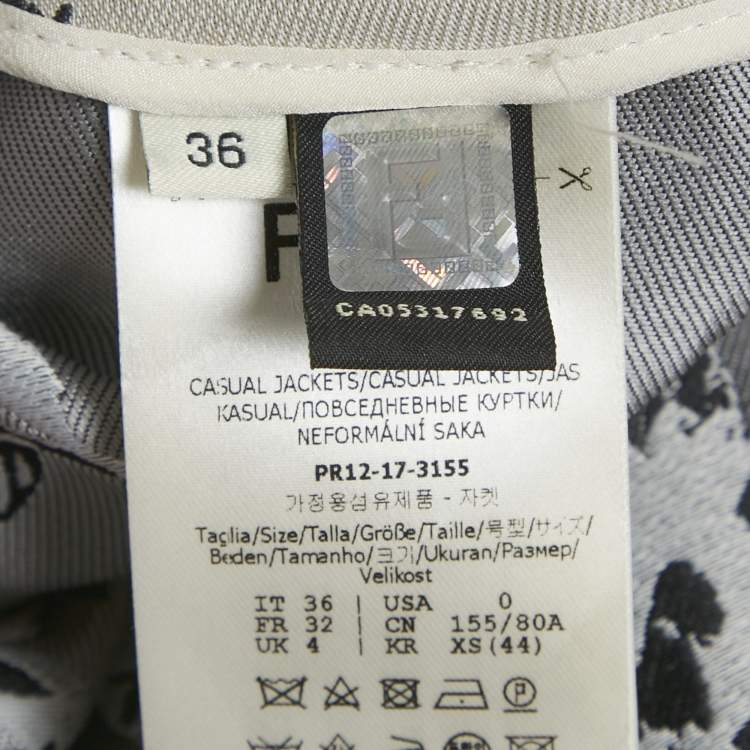 36
F
CA05317692
CASUAL JACKETS/CASUAL JACKETS/JAS
KASUAL/ПОВСЕДНЕВНЫЕ КУРТКИ/
NEFORMÁLNÍ SAKA
PR12-17-3155
가정용섬유제품 - 자켓
Taglia/Size/Talla/Größe/Taille/号型/サイズ/
Beden/Tamanho/크기/Ukuran/Размер/
Velikost
IT 36 | USA 0
FR 32 | CN 155/80A
UK 4 | KR XS(44)
P